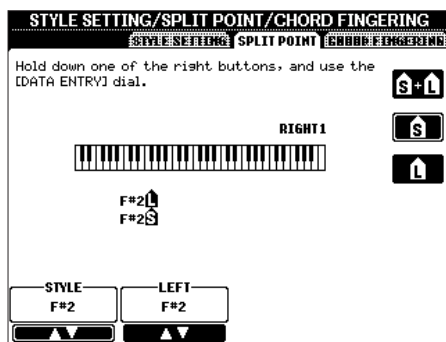 STYLE SETTING/SPLIT POINT/CHORD FINGERING
STYLE SETTING SPLIT POINT CHORD FINGERING
Hold down one of the right buttons, and use the
[DATA ENTRY] dial.
S+L
RIGHT1
S
L
F#2L
F#2S
STYLE LEFT
F#2 F#2